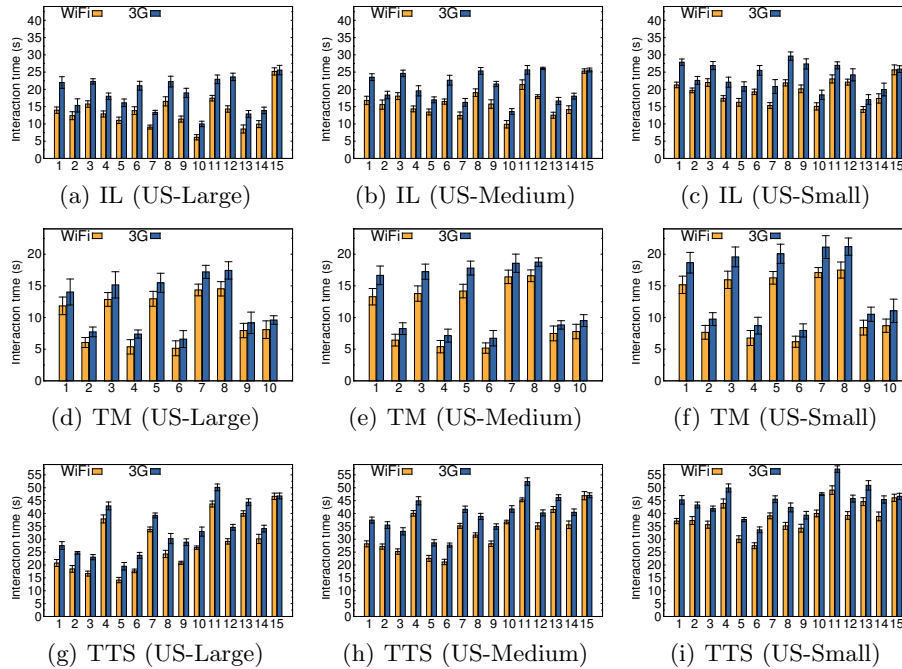 WiFi 3G
Interaction time (s)
40
35
30
25
20
15
10
5
0
1 2 3 4 5 6 7 8 9 10 11 12 13 14 15
(a) IL (US-Large)
WiFi 3G
Interaction time (s)
40
35
30
25
20
15
10
5
0
1 2 3 4 5 6 7 8 9 10 11 12 13 14 15
(b) IL (US-Medium)
WiFi 3G
Interaction time (s)
40
35
30
25
20
15
10
5
0
1 2 3 4 5 6 7 8 9 10 11 12 13 14 15
(c) IL (US-Small)
WiFi 3G
Interaction time (s)
20
15
10
5
0
1 2 3 4 5 6 7 8 9 10
(d) TM (US-Large)
WiFi 3G
Interaction time (s)
20
15
10
5
0
1 2 3 4 5 6 7 8 9 10
(e) TM (US-Medium)
WiFi 3G
Interaction time (s)
20
15
10
5
0
1 2 3 4 5 6 7 8 9 10
(f) TM (US-Small)
WiFi 3G
Interaction time (s)
55
50
45
40
35
30
25
20
15
10
5
0
1 2 3 4 5 6 7 8 9 10 11 12 13 14 15
(g) TTS (US-Large)
WiFi 3G
Interaction time (s)
55
50
45
40
35
30
25
20
15
10
5
0
1 2 3 4 5 6 7 8 9 10 11 12 13 14 15
(h) TTS (US-Medium)
WiFi 3G
Interaction time (s)
55
50
45
40
35
30
25
20
15
10
5
0
1 2 3 4 5 6 7 8 9 10 11 12 13 14 15
(i) TTS (US-Small)